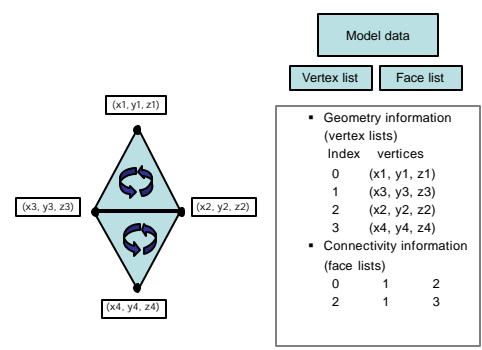 Model data
Vertex list
Face list
(x1, y1, z1)
(x3, y3, z3)
(x2, y2, z2)
(x4, y4, z4)
▪ Geometry information
(vertex lists)
Index vertices
0 (x1, y1, z1)
1 (x3, y3, z3)
2 (x2, y2, z2)
3 (x4, y4, z4)
▪ Connectivity information
(face lists)
0 1 2
2 1 3